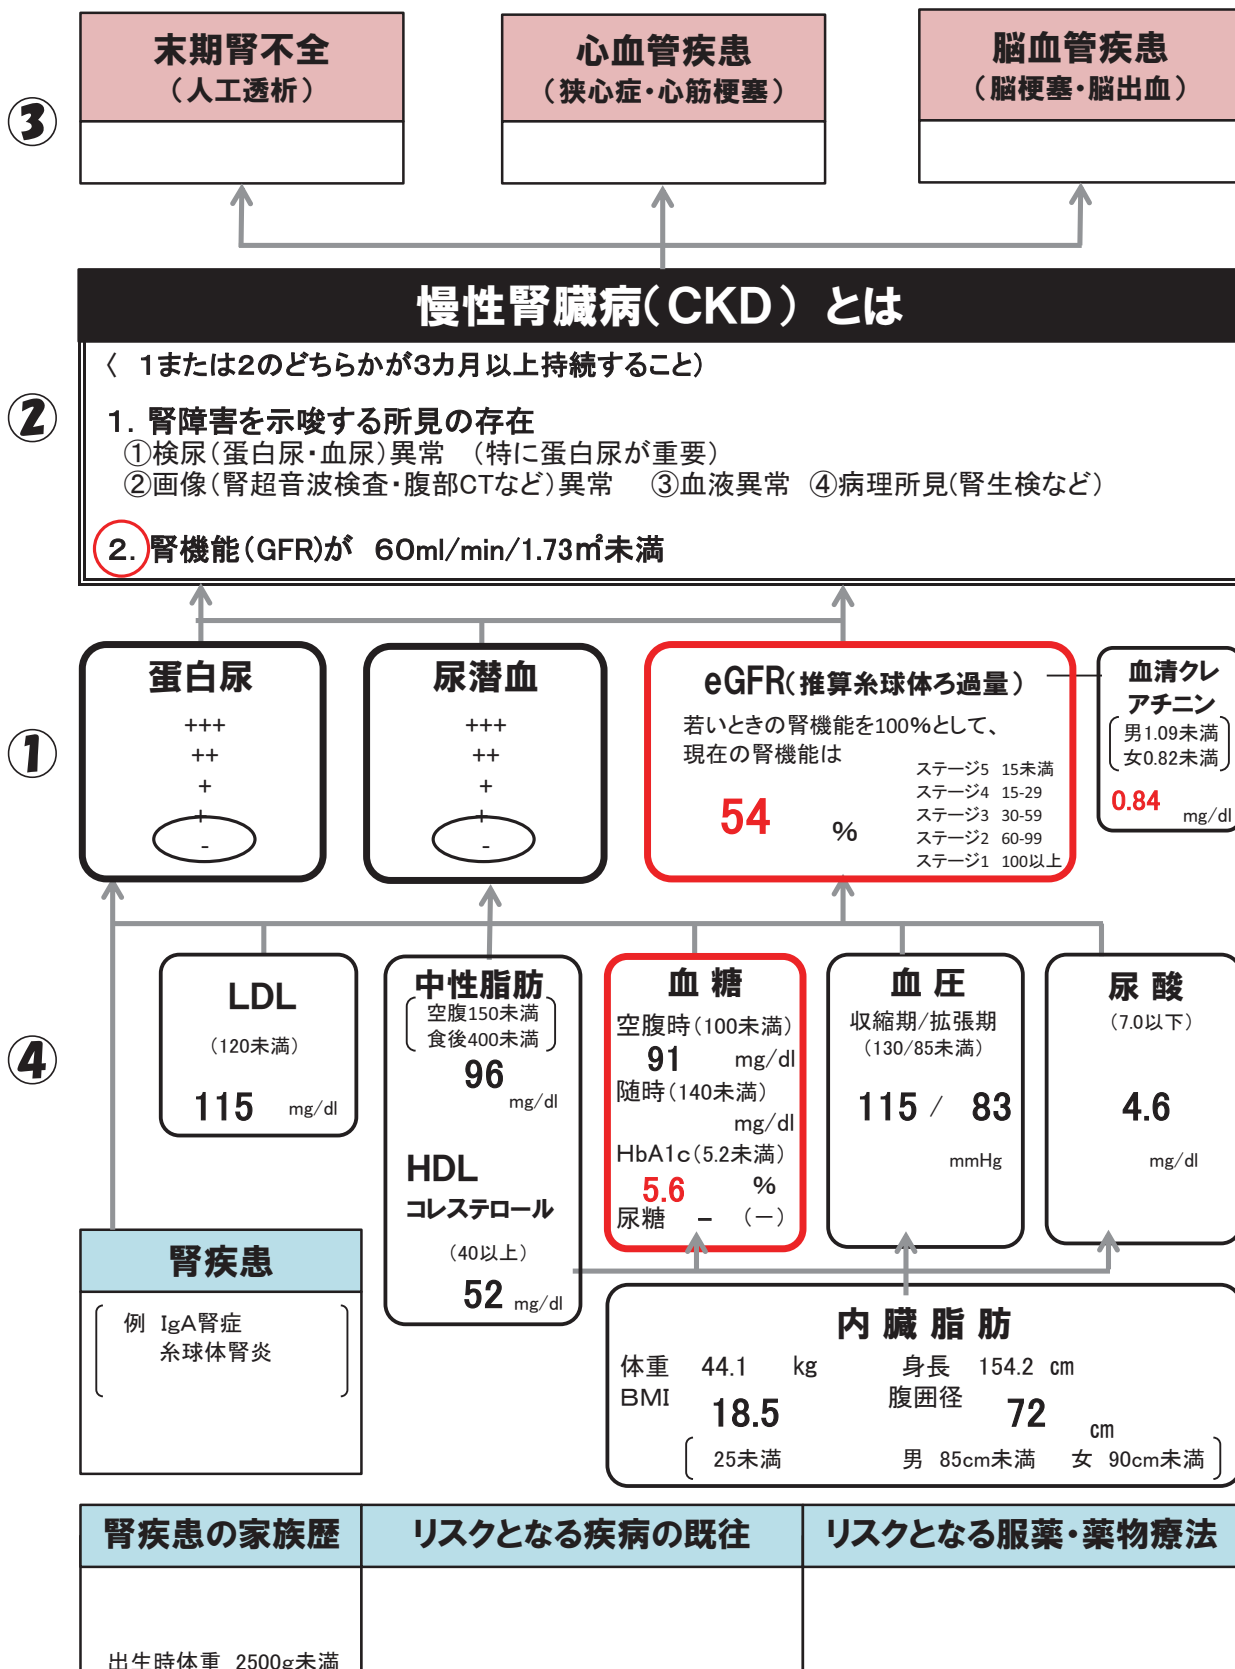 末期腎不全
（人工透析）
心血管疾患
（狭心症・心筋梗塞）
脳血管疾患
（脳梗塞・脳出血）
③
慢性腎臓病（CKD）とは
②
〈 1または2のどちらかが3カ月以上持続すること）
1．腎障害を示唆する所見の存在
①検尿（蛋白尿・血尿）異常 （特に蛋白尿が重要）
②画像（腎超音波検査・腹部CTなど）異常 ③血液異常 ④病理所見（腎生検など）
2．腎機能（GFR）が 60ml/min/1.73㎡未満
①
蛋白尿
+++
++
+
+
-
尿潜血
+++
++
+
+
-
eGFR（推算糸球体ろ過量）
若いときの腎機能を100％として、
現在の腎機能は
54 %
ステージ5 15未満
ステージ4 15-29
ステージ3 30-59
ステージ2 60-99
ステージ1 100以上
血清クレ
アチニン
男1.09未満
女0.82未満
0.84 mg/dl
④
LDL
（120未満）
115 mg/dl
中性脂肪
空腹150未満
食後400未満
96
mg/dl
HDL
コレステロール
（40以上）
52 mg/dl
血 糖
空腹時（100未満）
91 mg/dl
随時（140未満）
mg/dl
HbA1c（5.2未満）
5.6 %
尿糖 － （－）
血 圧
収縮期/拡張期
（130/85未満）
115 / 83
mmHg
尿 酸
（7.0以下）
4.6
mg/dl
腎疾患
例 IgA腎症
糸球体腎炎
内 臓 脂 肪
体重 44.1 kg 身長 154.2 ㎝
BMI 18.5 腹囲径 72 ㎝
25未満 男 85cm未満 女 90cm未満
腎疾患の家族歴
リスクとなる疾病の既往
リスクとなる服薬・薬物療法
出生時体重 2500g未満